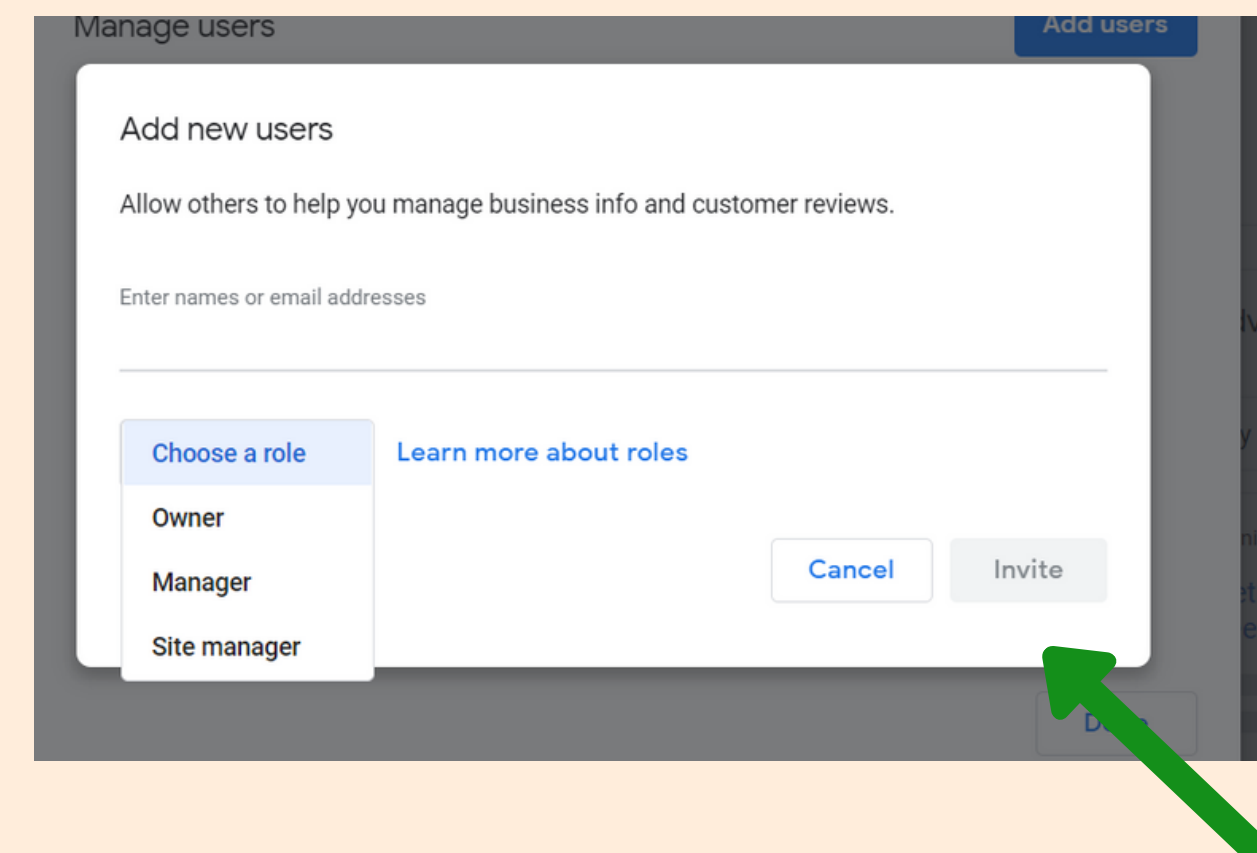 Manage users
Add users
Add new users
Allow others to help you manage business info and customer reviews.
Enter names or email addresses
Choose a role
Learn more about roles
Owner
Manager
Site manager
Cancel
Invite